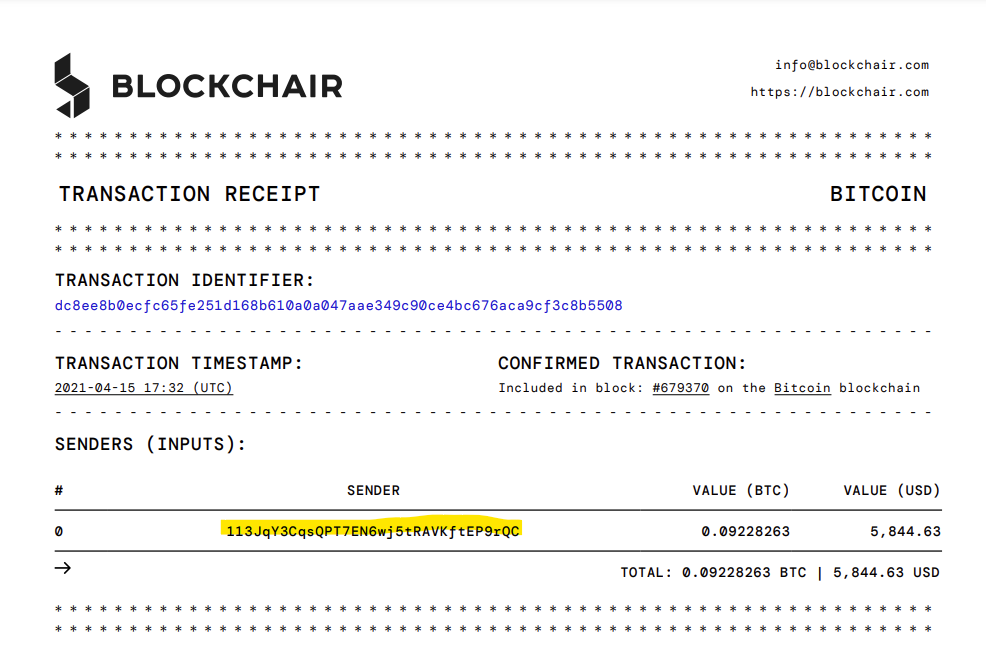 BLOCKCHAIR
info@blockchair.com
https://blockchair.com
* * * * * * * * * * * * * * * * * * * * * * * * * * * * * * * * * * * * * * * * * * * * * * * * * * * * * * * * * * *
* * * * * * * * * * * * * * * * * * * * * * * * * * * * * * * * * * * * * * * * * * * * * * * * * * * * * * * * * * *
TRANSACTION RECEIPT BITCOIN
* * * * * * * * * * * * * * * * * * * * * * * * * * * * * * * * * * * * * * * * * * * * * * * * * * * * * * * * * * *
* * * * * * * * * * * * * * * * * * * * * * * * * * * * * * * * * * * * * * * * * * * * * * * * * * * * * * * * * * *
TRANSACTION IDENTIFIER:
dc8ee8b0ecfc65fe251d168b610a0a047aae349c90ce4bc676aca9cf3c8b5508
- - - - - - - - - - - - - - - - - - - - - - - - - - - - - - - - - - - - - - - - - - - - - - - - - - - - - - - - - - -
TRANSACTION TIMESTAMP: CONFIRMED TRANSACTION:
2021-04-15 17:32 (UTC) Included in block: #679370 on the Bitcoin blockchain
- - - - - - - - - - - - - - - - - - - - - - - - - - - - - - - - - - - - - - - - - - - - - - - - - - - - - - - - - - -
SENDERS (INPUTS):
# SENDER VALUE (BTC) VALUE (USD)
0 113JqY3CqsQPT7EN6wj5tRAVKftEP9rQC 0.09228263 5,844.63
→ TOTAL: 0.09228263 BTC | 5,844.63 USD
* * * * * * * * * * * * * * * * * * * * * * * * * * * * * * * * * * * * * * * * * * * * * * * * * * * * * * * * * * *
* * * * * * * * * * * * * * * * * * * * * * * * * * * * * * * * * * * * * * * * * * * * * * * * * * * * * * * * * * *